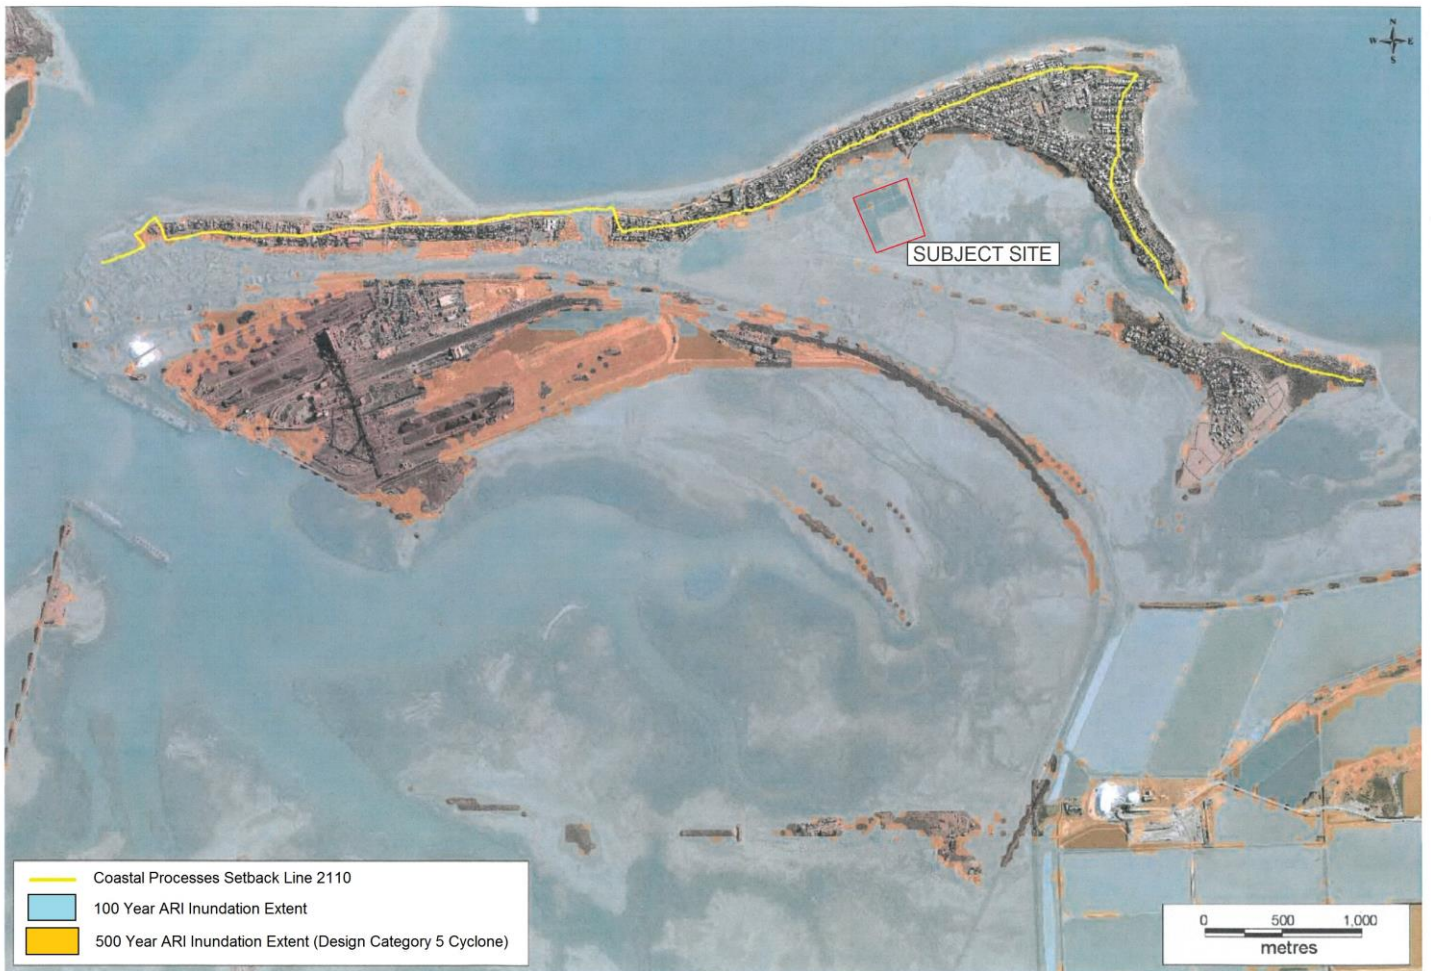 N
W E
S
SUBJECT SITE
Coastal Processes Setback Line 2110
100 Year ARI Inundation Extent
500 Year ARI Inundation Extent (Design Category 5 Cyclone)
0 500 1,000
metres